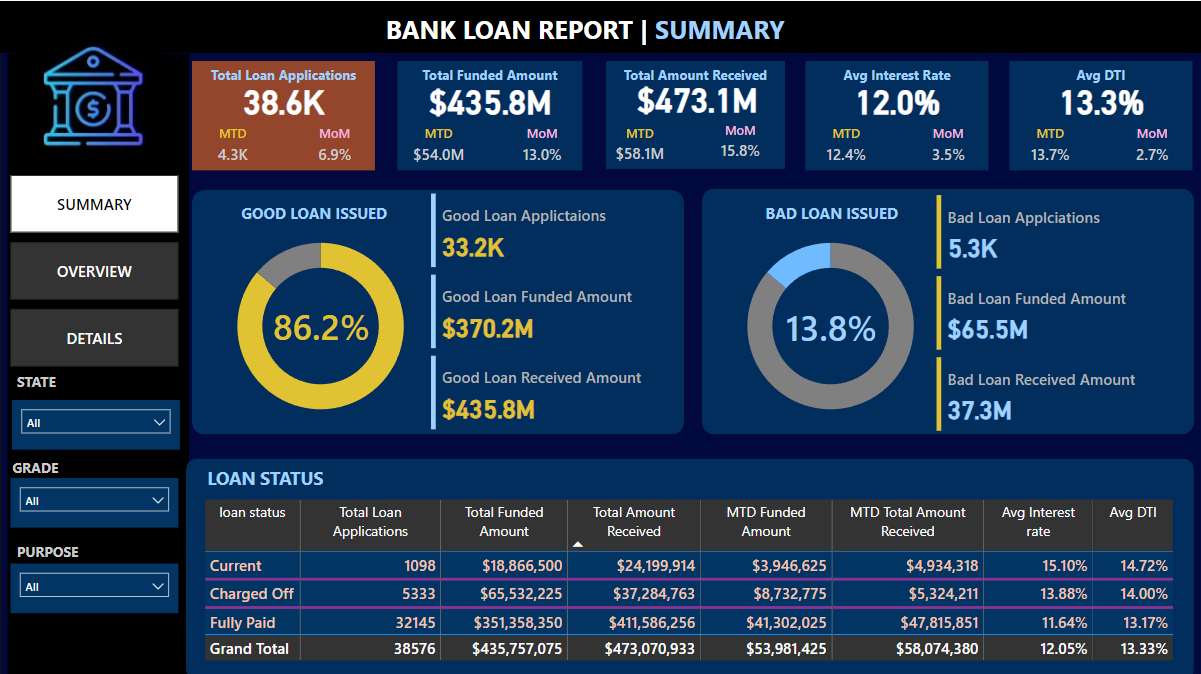 BANK LOAN REPORT | SUMMARY
Total Loan Applications
38.6K
MTD MoM
4.3K 6.9%
Total Funded Amount
$435.8M
MTD MoM
$54.0M 13.0%
Total Amount Received
$473.1M
MTD MoM
$58.1M 15.8%
Avg Interest Rate
12.0%
MTD MoM
12.4% 3.5%
Avg DTI
13.3%
MTD MoM
13.7% 2.7%
$
SUMMARY
OVERVIEW
DETAILS
STATE
All
GRADE
All
PURPOSE
All
GOOD LOAN ISSUED
86.2%
Good Loan Applictaions
33.2K
Good Loan Funded Amount
$370.2M
Good Loan Received Amount
$435.8M
BAD LOAN ISSUED
13.8%
Bad Loan Applciations
5.3K
Bad Loan Funded Amount
$65.5M
Bad Loan Received Amount
37.3M
LOAN STATUS
loan status Total Loan Total Funded Total Amount MTD Funded MTD Total Amount Avg Interest Avg DTI
Applications Amount Received Amount Received rate
Current 1098 $18,866,500 $24,199,914 $3,946,625 $4,934,318 15.10% 14.72%
Charged Off 5333 $65,532,225 $37,284,763 $8,732,775 $5,324,211 13.88% 14.00%
Fully Paid 32145 $351,358,350 $411,586,256 $41,302,025 $47,815,851 11.64% 13.17%
Grand Total 38576 $435,757,075 $473,070,933 $53,981,425 $58,074,380 12.05% 13.33%